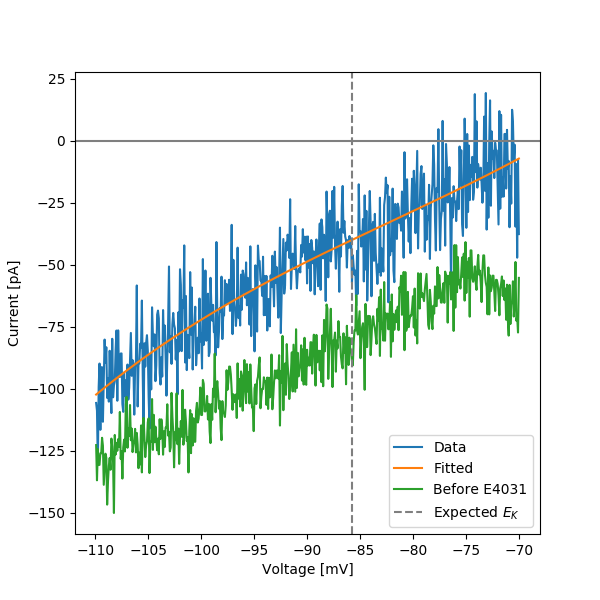 Current [pA]
25
0
−25
−50
−75
−100
−125
−150
−110
−105
−100
−95
−90
−85
−80
−75
−70
Voltage [mV]
Data
Fitted
Before E4031
Expected E_K